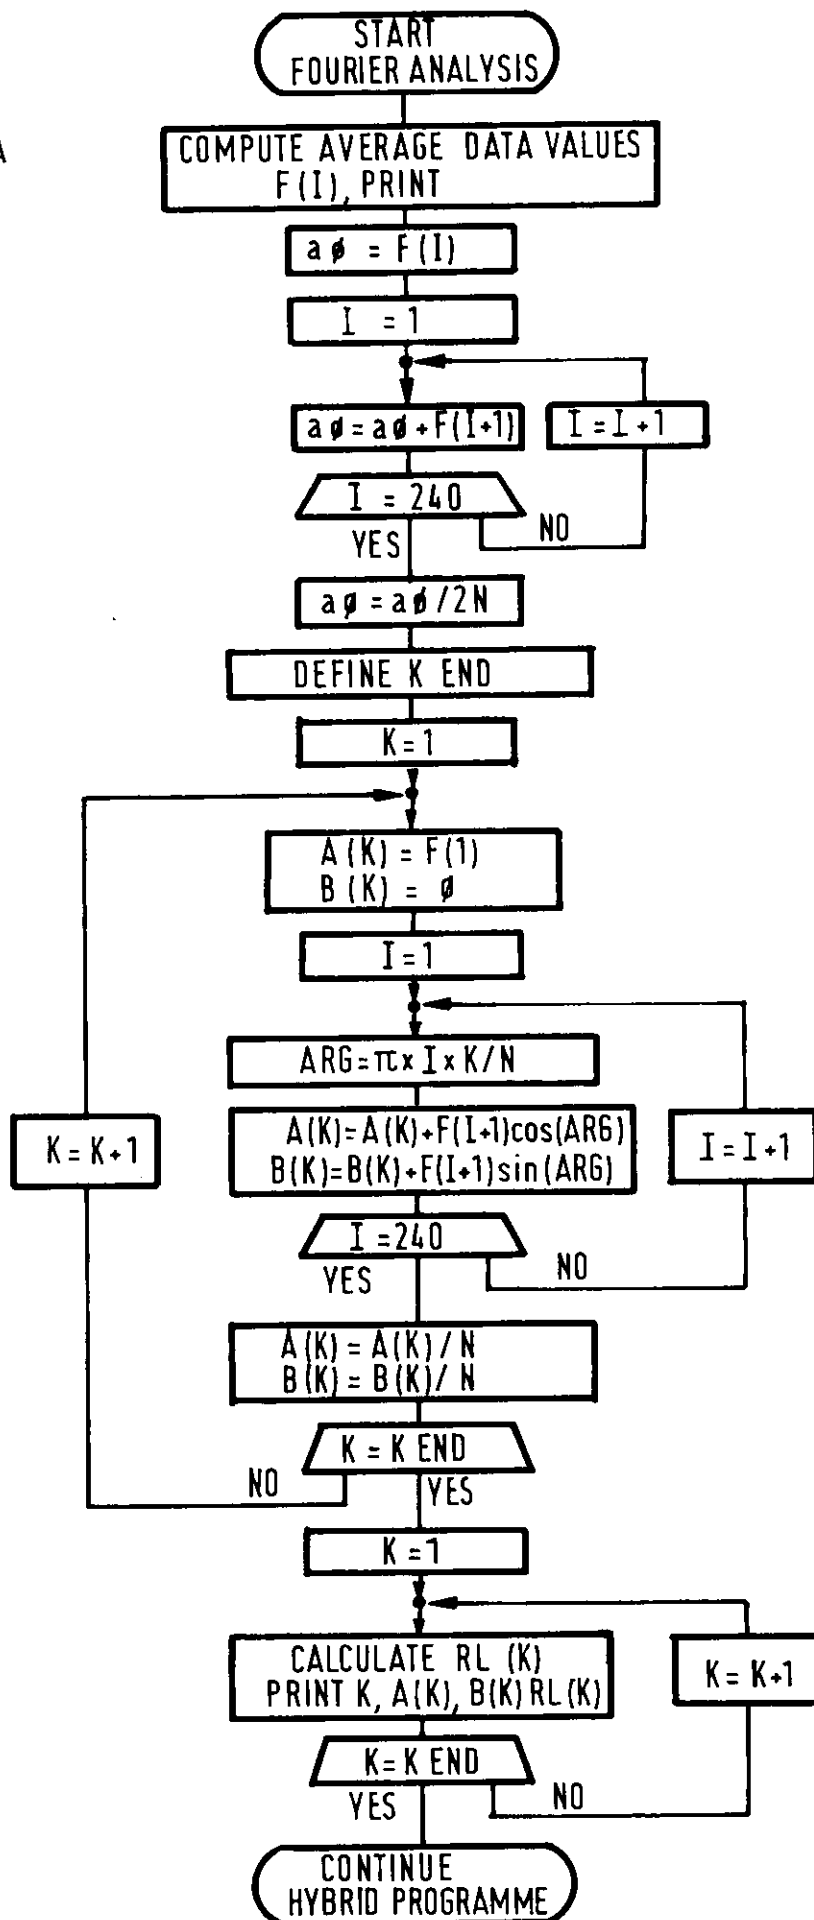 START
FOURIER ANALYSIS
A
COMPUTE AVERAGE DATA VALUES
F(I), PRINT
aø = F(I)
I = 1
aø=aø+F(I+1)
I=I+1
I = 240
NO
YES
aø=aø/2N
DEFINE K END
K=1
A(K) = F(1)
B(K) = ø
I=1
ARG=π×I×K/N
A(K)=A(K)+F(I+1)cos(ARG)
B(K)=B(K)+F(I+1)sin(ARG)
K=K+1
I=I+1
I=240
YES
NO
A(K)=A(K)/N
B(K)=B(K)/N
K=K END
NO
YES
K=1
CALCULATE RL (K)
PRINT K, A(K), B(K)RL(K)
K=K+1
K=K END
YES
NO
CONTINUE
HYBRID PROGRAMME